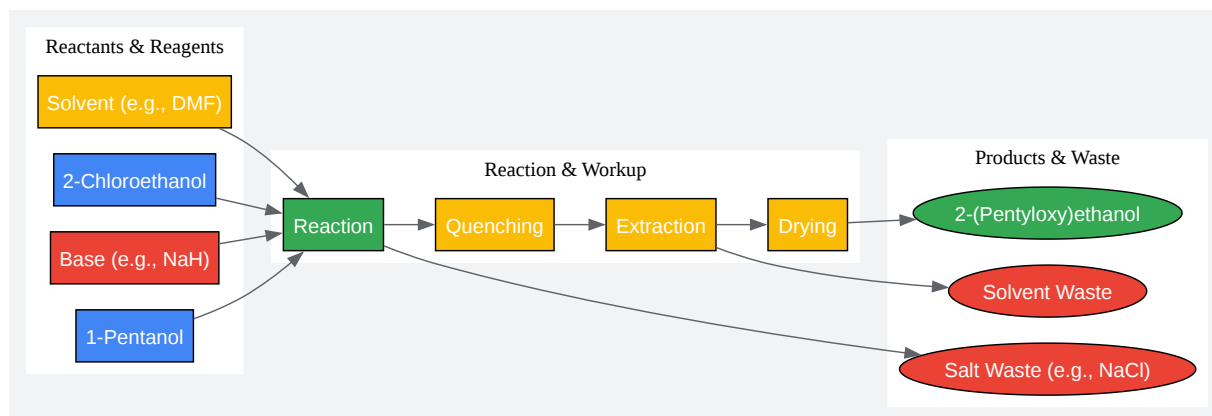 Reactants & Reagents
Solvent (e.g., DMF)
2-Chloroethanol
Base (e.g., NaH)
1-Pentanol
Reaction & Workup
Reaction
Quenching
Extraction
Drying
Products & Waste
2-(Pentyloxy)ethanol
Solvent Waste
Salt Waste (e.g., NaCl)